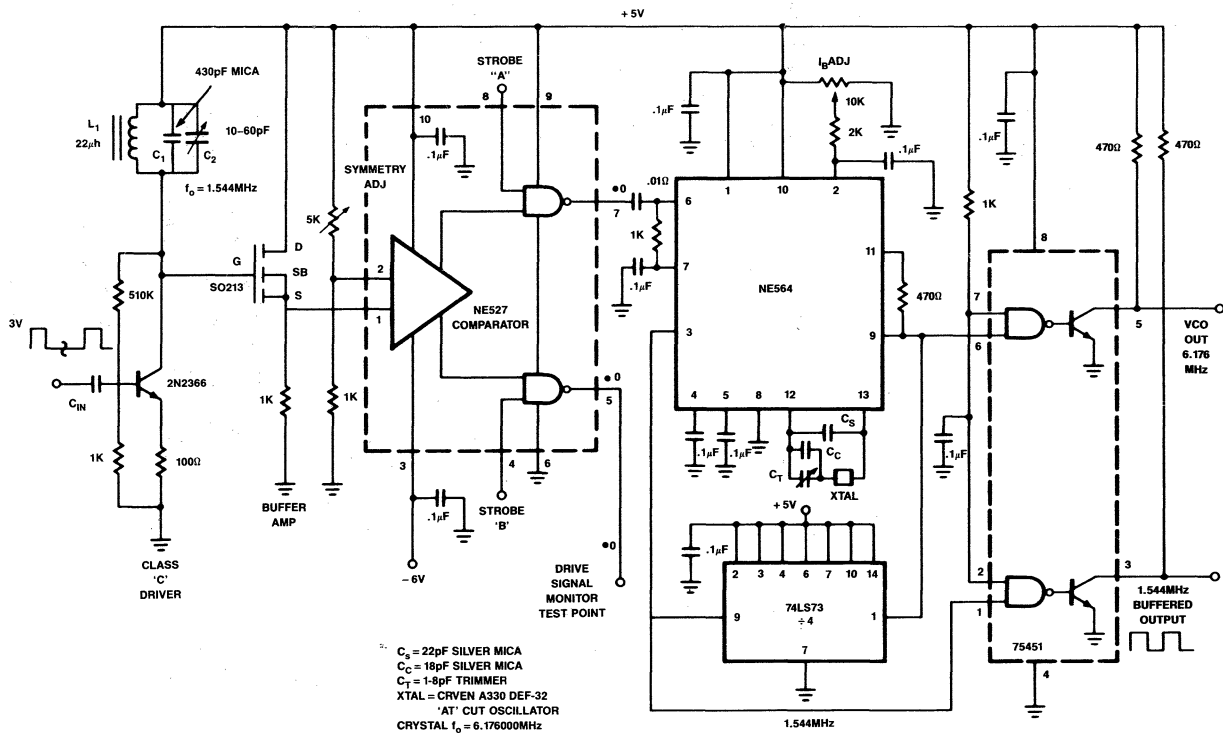 +5V
430pF MICA
L1
22μh
C1
C2
10–60pF
fo = 1.544MHz
510K
3V
CIN
2N2366
1K
100Ω
CLASS
'C'
DRIVER
G
SO213
D
SB
S
1K
BUFFER
AMP
SYMMETRY
ADJ
5K
1K
STROBE
"A"
8
9
10
.1μF
2
1
NE527
COMPARATOR
3
4
6
STROBE
'B'
.1μF
–6V
•0
7
•0
5
•0
DRIVE
SIGNAL
MONITOR
TEST POINT
.01Ω
1K
.1μF
.1μF
IB ADJ
10K
2K
.1μF
1
10
2
6
7
3
NE564
11
9
470Ω
4
5
8
12
13
.1μF
.1μF
CS
CC
CT
XTAL
+5V
.1μF
2
3
4
6
7
10
14
9
74LS73
÷4
1
7
1.544MHz
.1μF
1K
.1μF
470Ω
470Ω
8
7
6
5
VCO
OUT
6.176
MHz
2
1
3
1.544MHz
BUFFERED
OUTPUT
75451
4
CS = 22pF SILVER MICA
CC = 18pF SILVER MICA
CT = 1-8pF TRIMMER
XTAL = CRVEN A330 DEF-32
'AT' CUT OSCILLATOR
CRYSTAL fo = 6.176000MHz